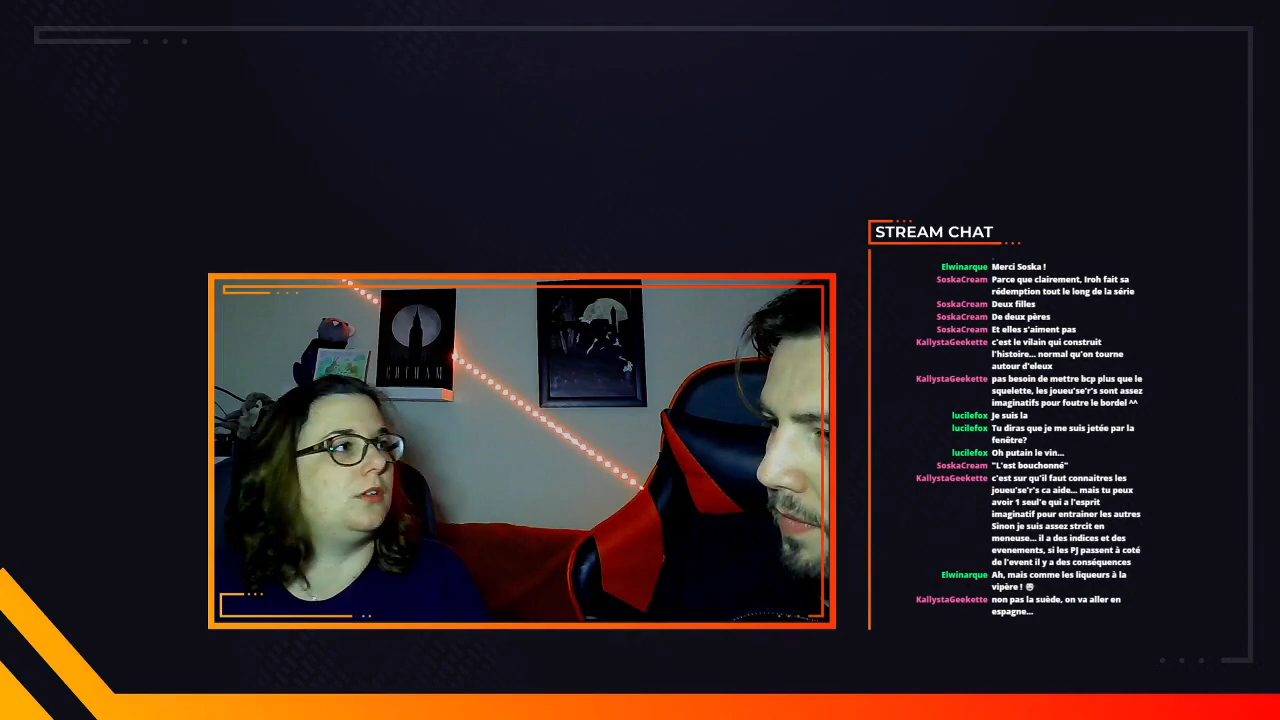 STREAM CHAT
Elwinarque Merci Soska !
SoskaCream Parce que clairement, Iroh fait sa
rédemption tout le long de la série
SoskaCream Deux filles
SoskaCream De deux pères
SoskaCream Et elles s'aiment pas
KallystaGeekette c'est le vilain qui construit
l'histoire... normal qu'on tourne
autour d'eleux
KallystaGeekette pas besoin de mettre bcp plus que le
squelette, les joueu'se'r's sont assez
imaginatifs pour foutre le bordel ^^
lucilefox Je suis la
lucilefox Tu diras que je me suis jetée par la
fenêtre?
lucilefox Oh putain le vin...
SoskaCream "L'est bouchonné"
KallystaGeekette c'est sur qu'il faut connaitres les
joueu'se'r's ca aide... mais tu peux
avoir 1 seul'e qui a l'esprit
imaginatif pour entrainer les autres
Sinon je suis assez strcit en
meneuse... il a des indices et des
evenements, si les PJ passent à coté
de l'event il y a des conséquences
Elwinarque Ah, mais comme les liqueurs à la
vipère !
KallystaGeekette non pas la suède, on va aller en
espagne...
GOTHAM